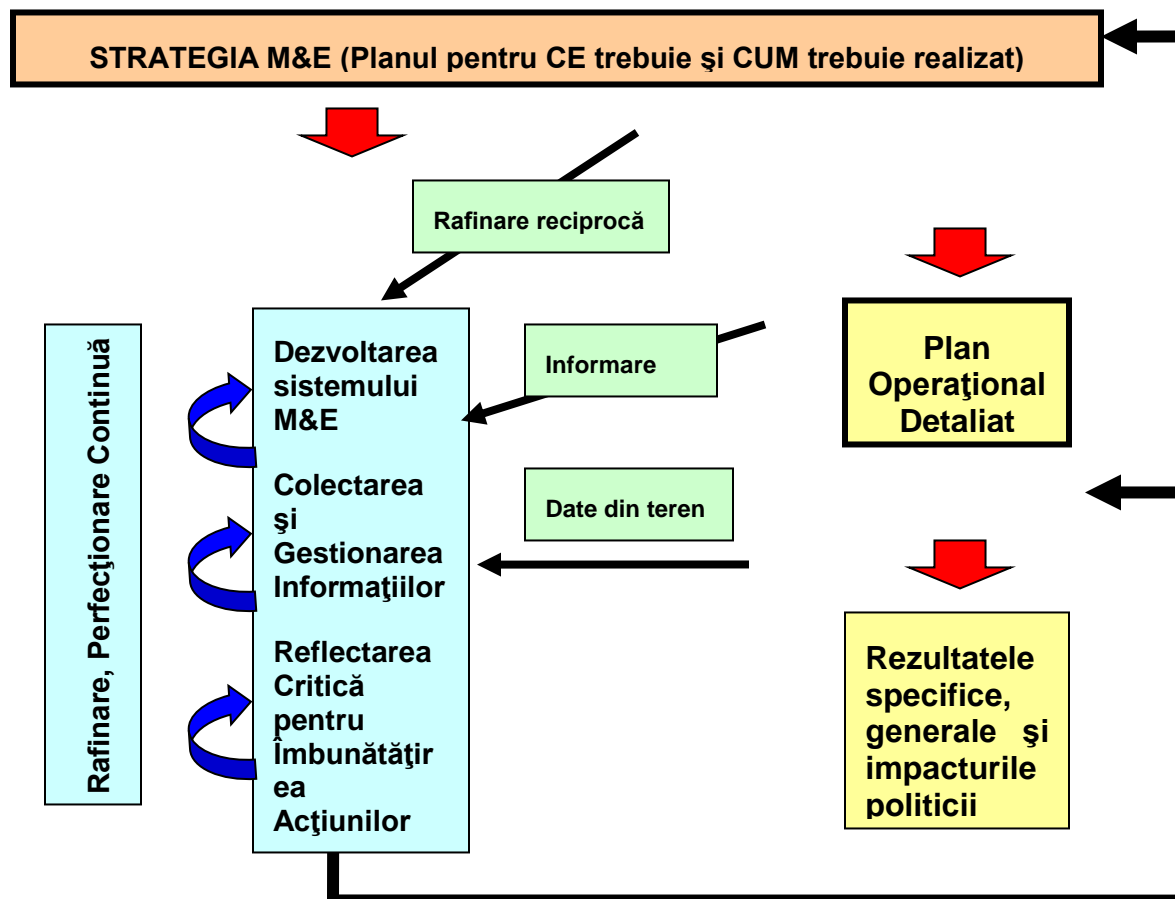 STRATEGIA M&E (Planul pentru CE trebuie şi CUM trebuie realizat)
Rafinare reciprocă
Rafinare, Perfecţionare Continuă
Dezvoltarea
sistemului
M&E
Colectarea
şi
Gestionarea
Informaţiilor
Reflectarea
Critică
pentru
Îmbunătăţir
ea
Acţiunilor
Informare
Date din teren
Plan
Operaţional
Detaliat
Rezultatele
specifice,
generale şi
impacturile
politicii